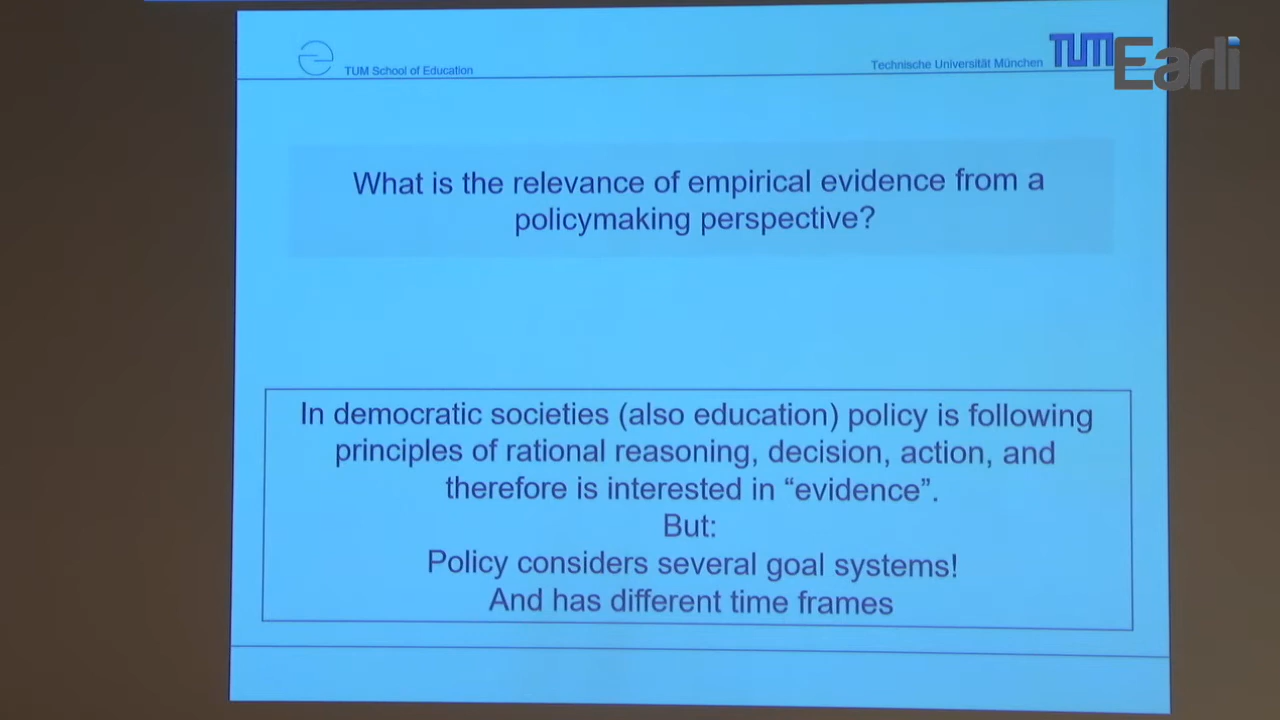 TUM School of Education
Technische Universität München
TUM
Earli
What is the relevance of empirical evidence from a
policymaking perspective?
In democratic societies (also education) policy is following
principles of rational reasoning, decision, action, and
therefore is interested in “evidence”.
But:
Policy considers several goal systems!
And has different time frames